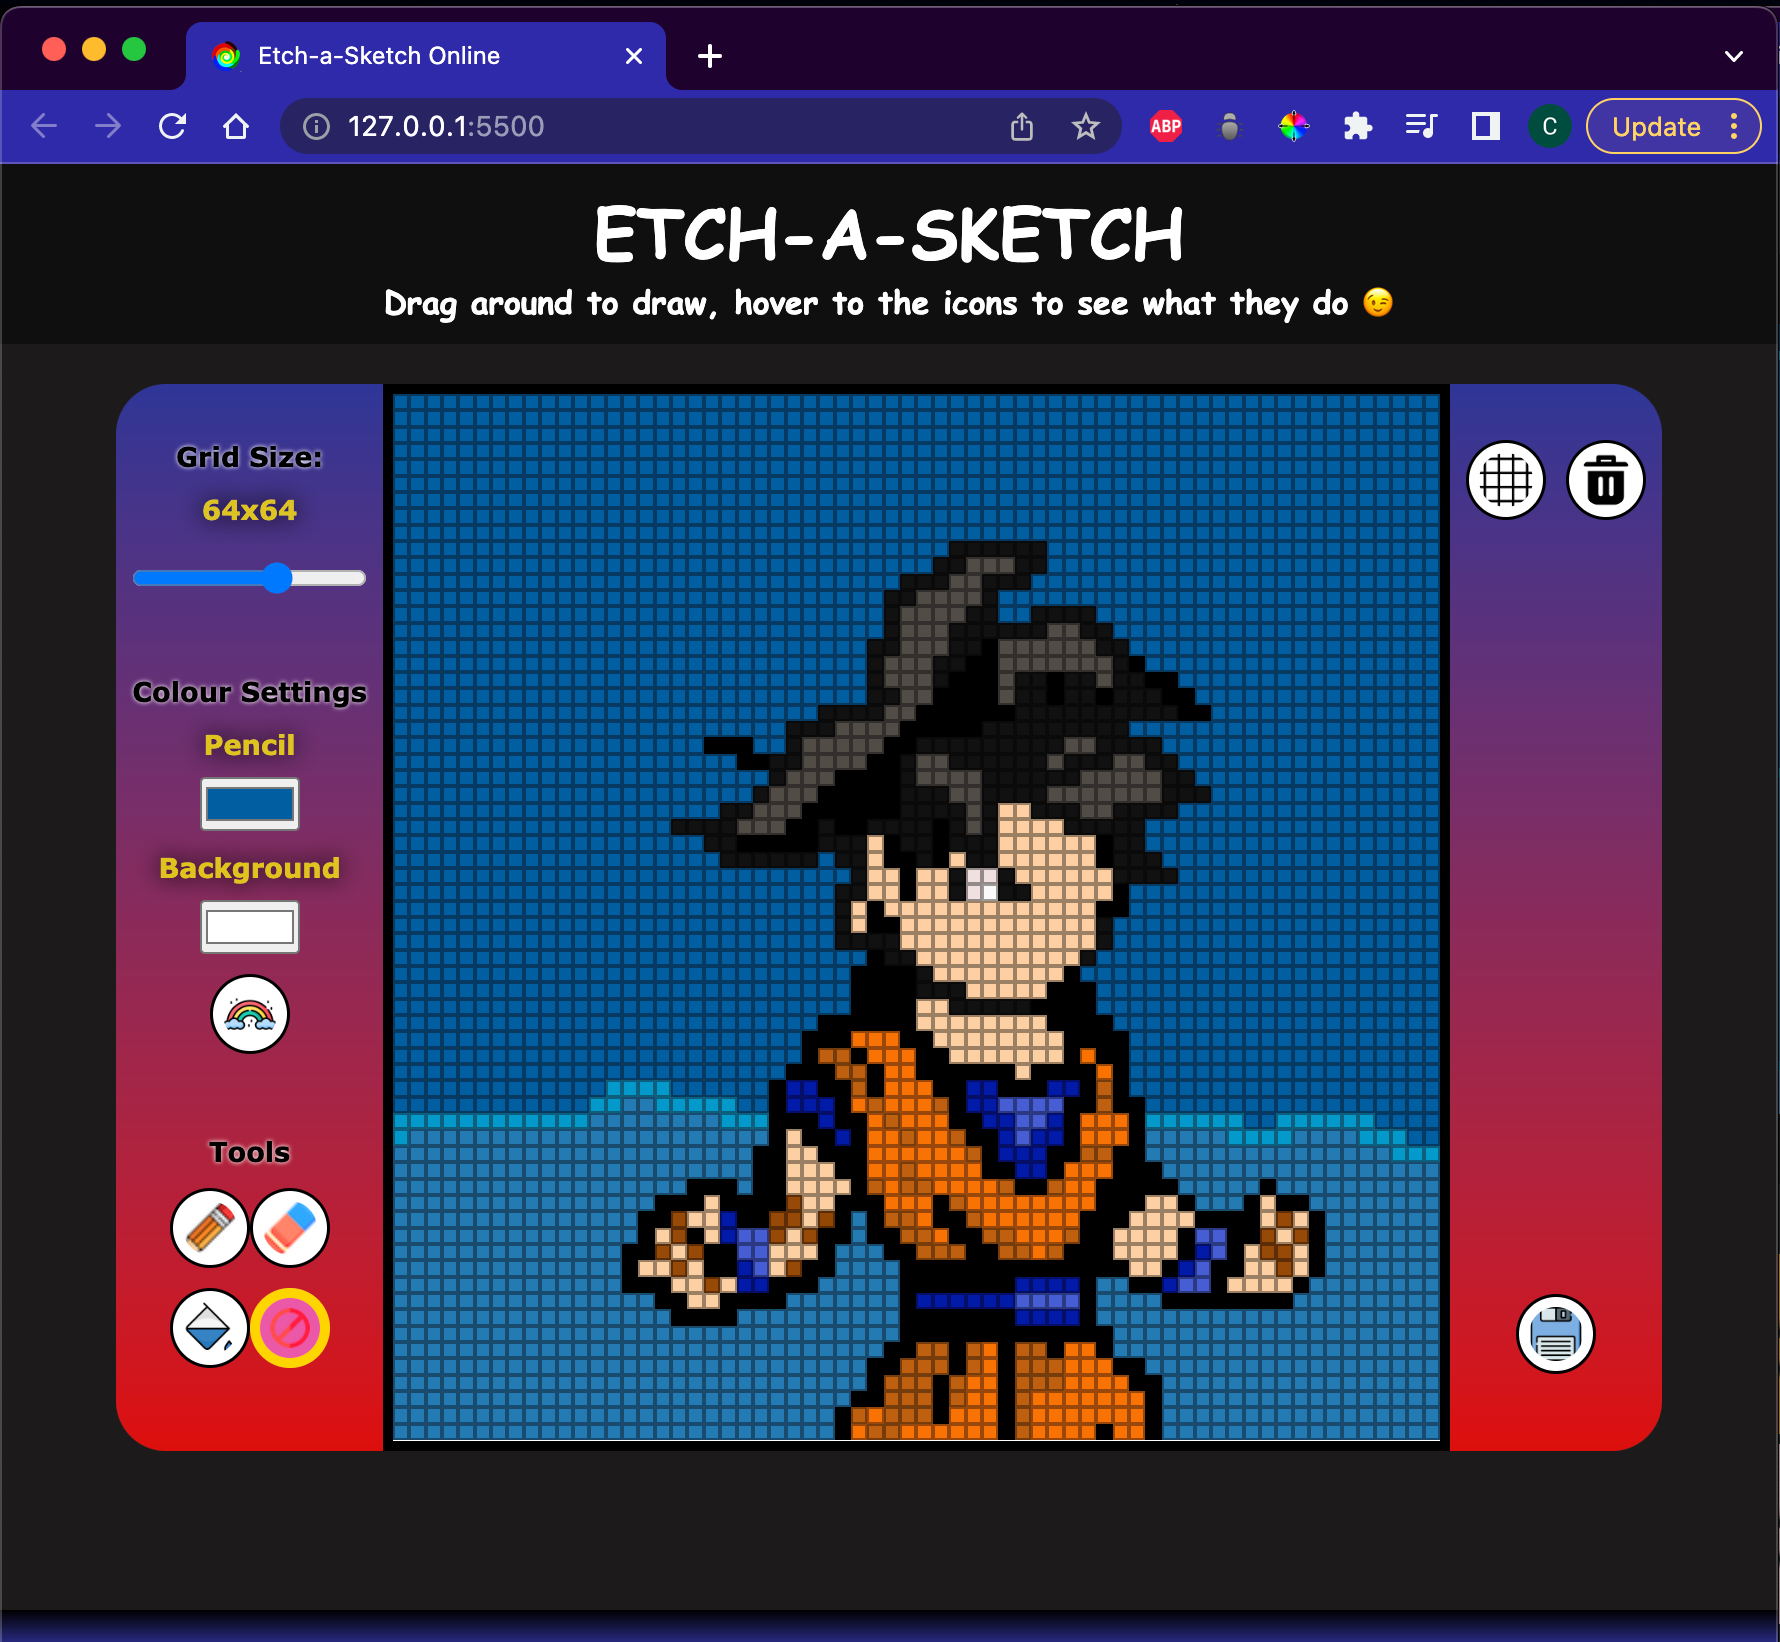 Etch-a-Sketch Online
127.0.0.1:5500
ABP
C
Update
ETCH-A-SKETCH
Drag around to draw, hover to the icons to see what they do 😉
Grid Size:
64x64
Colour Settings
Pencil
Background
Tools